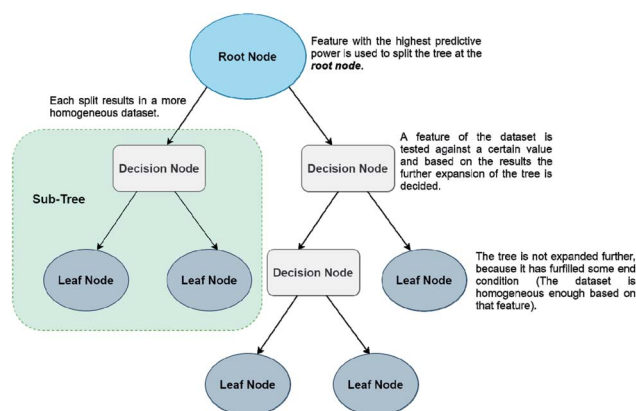 Root Node
Feature with the highest predictive
power is used to split the tree at the
root node.
Each split results in a more
homogeneous dataset.
Decision Node
Decision Node
A feature of the dataset is
tested against a certain value
and based on the results the
further expansion of the tree is
decided.
Sub-Tree
Leaf Node
Leaf Node
Decision Node
Leaf Node
The tree is not expanded further,
because it has furfilled some end
condition (The dataset is
homogeneous enough based on
that feature).
Leaf Node
Leaf Node